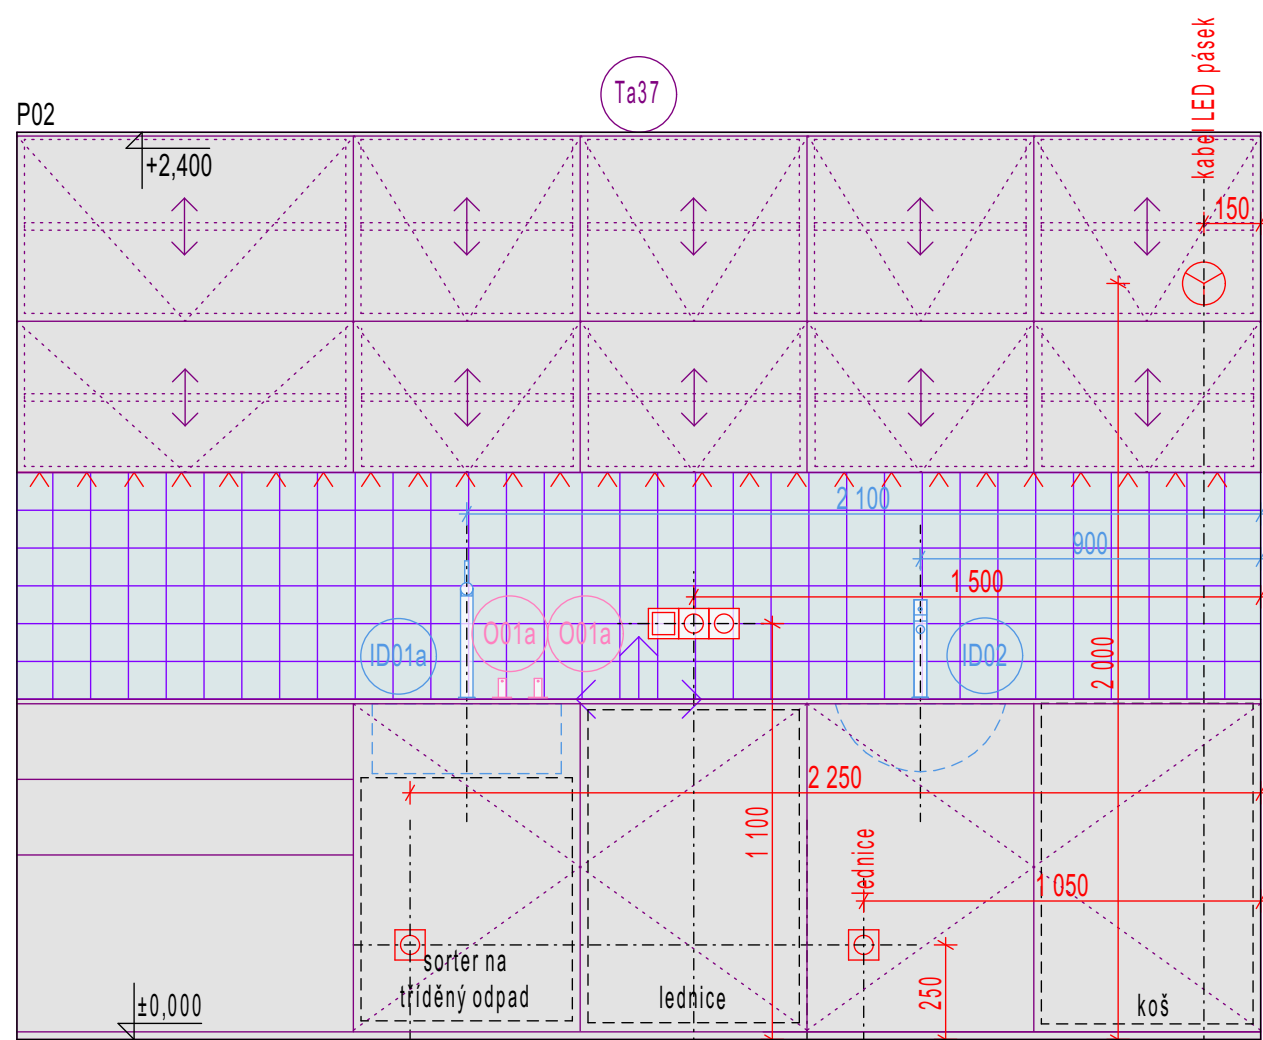 kabel LED pásek
Ta37
P02
+2,400
150
2 100
900
1 500
O01a
O01a
ID01a
ID02
2 000
2 250
1 100
lednice
1 050
sorter na
tříděný odpad
lednice
250
koš
±0,000